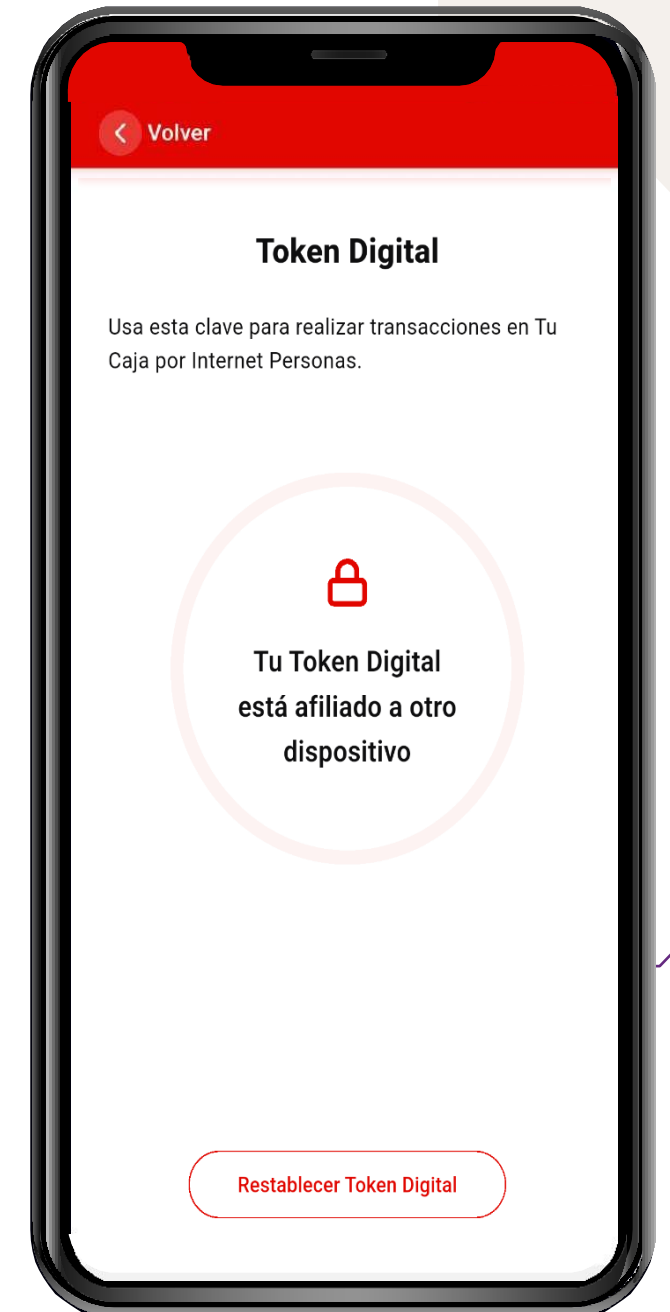 Volver
Token Digital
Usa esta clave para realizar transacciones en Tu
Caja por Internet Personas.
Tu Token Digital
está afiliado a otro
dispositivo
Restablecer Token Digital